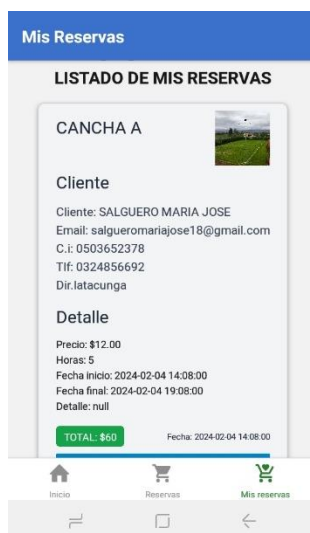 Mis Reservas
LISTADO DE MIS RESERVAS
CANCHA A
Cliente
Cliente: SALGUERO MARIA JOSE
Email: salgueromariajose18@gmail.com
C.i: 0503652378
Tlf: 0324856692
Dir.latacunga
Detalle
Precio: $12.00
Horas: 5
Fecha inicio: 2024-02-04 14:08:00
Fecha final: 2024-02-04 19:08:00
Detalle: null
TOTAL: $60 Fecha: 2024-02-04 14:08:00
Inicio Reservas Mis reservas